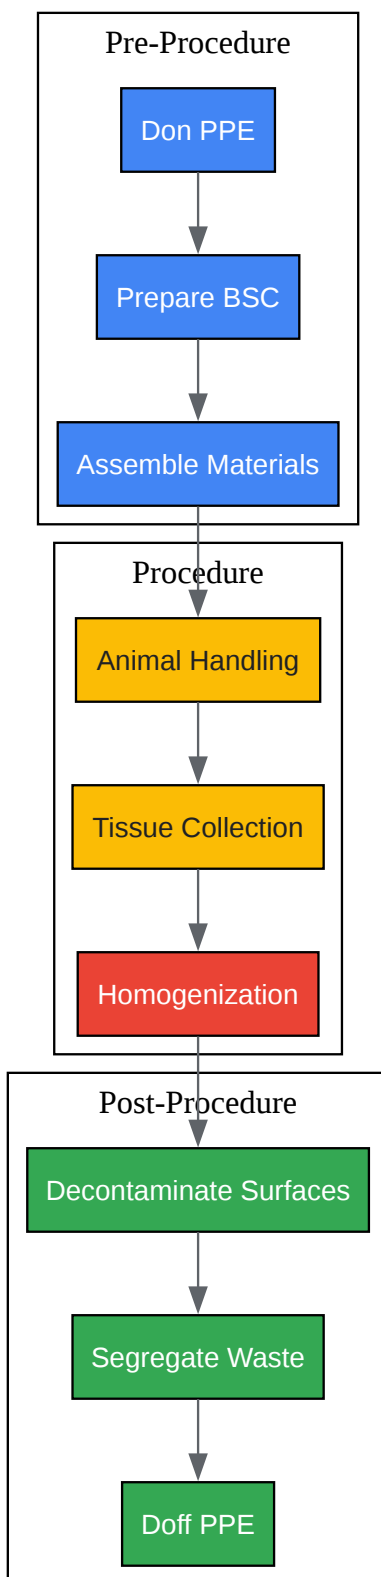 Pre-Procedure
Don PPE
Prepare BSC
Assemble Materials
Procedure
Animal Handling
Tissue Collection
Homogenization
Post-Procedure
Decontaminate Surfaces
Segregate Waste
Doff PPE